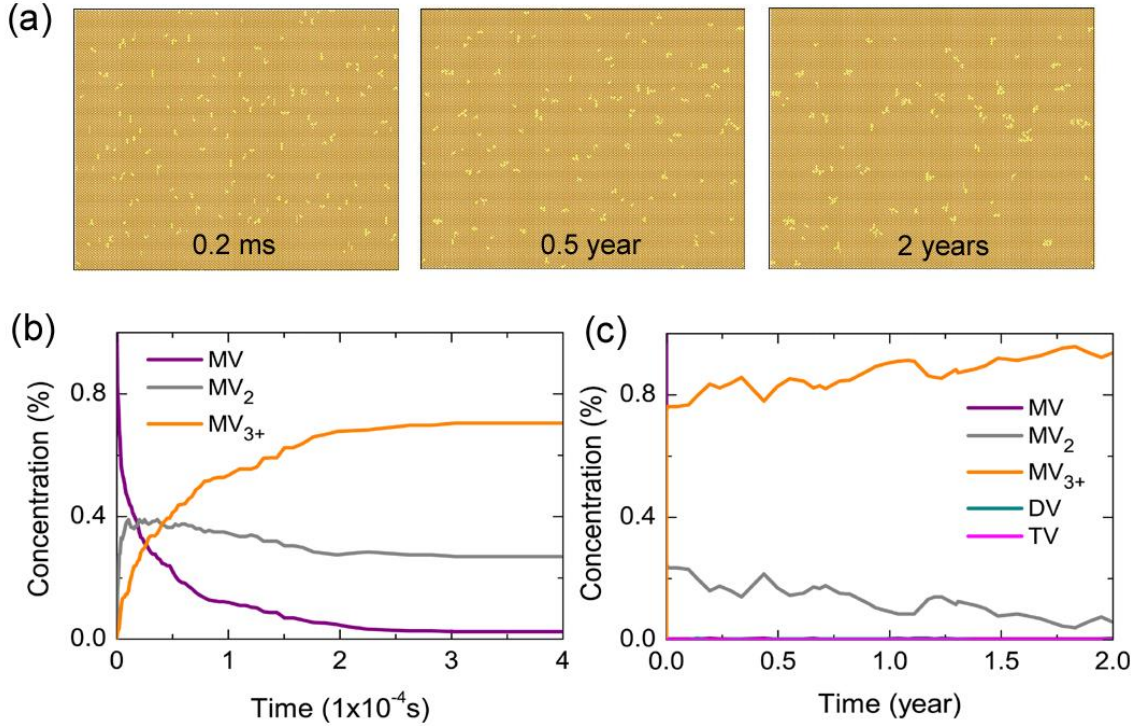 (a)
0.2 ms
0.5 year
2 years
(b)
MV
MV2
MV3+
0.8
0.4
0.0
Concentration (%)
0
1
2
3
4
Time (1x10-4s)
(c)
0.8
0.4
0.0
Concentration (%)
MV
MV2
MV3+
DV
TV
0.0
0.5
1.0
1.5
2.0
Time (year)